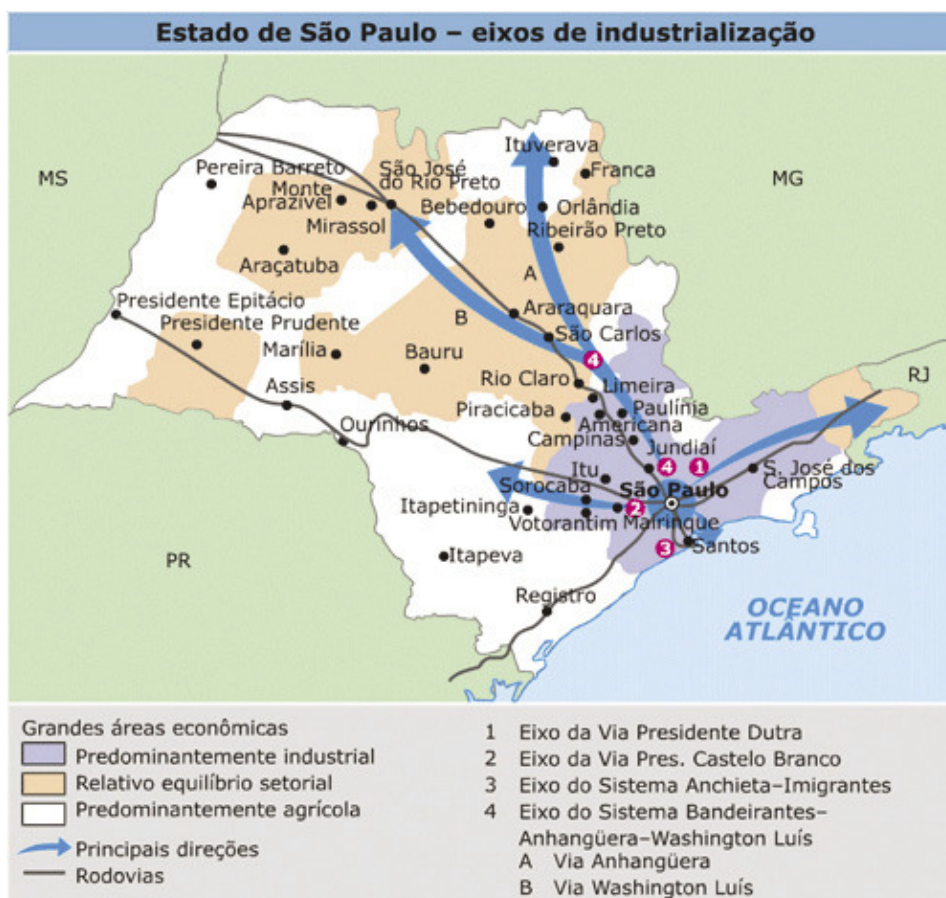 Estado de São Paulo – eixos de industrialização
MS
MG
RJ
PR
Ituverava
Franca
Pereira Barreto
São José
do Rio Preto
Monte
Aprazível
Mirassol
Bebedouro
Orlândia
Ribeirão Preto
Araçatuba
A
Presidente Epitácio
Presidente Prudente
B
Araraquara
São Carlos
Marília
Bauru
4
Rio Claro
Limeira
Assis
Piracicaba
Paulínia
Americana
Ourinhos
Campinas
Jundiaí
4
1
Itu
S. José dos
Campos
São Paulo
Sorocaba
2
Itapetininga
Votorantim
Mairinque
3
Santos
Itapeva
Registro
OCEANO
ATLÂNTICO
Grandes áreas econômicas
Predominantemente industrial
Relativo equilíbrio setorial
Predominantemente agrícola
Principais direções
Rodovias
1 Eixo da Via Presidente Dutra
2 Eixo da Via Pres. Castelo Branco
3 Eixo do Sistema Anchieta–Imigrantes
4 Eixo do Sistema Bandeirantes–
Anhangüera–Washington Luís
A Via Anhangüera
B Via Washington Luís